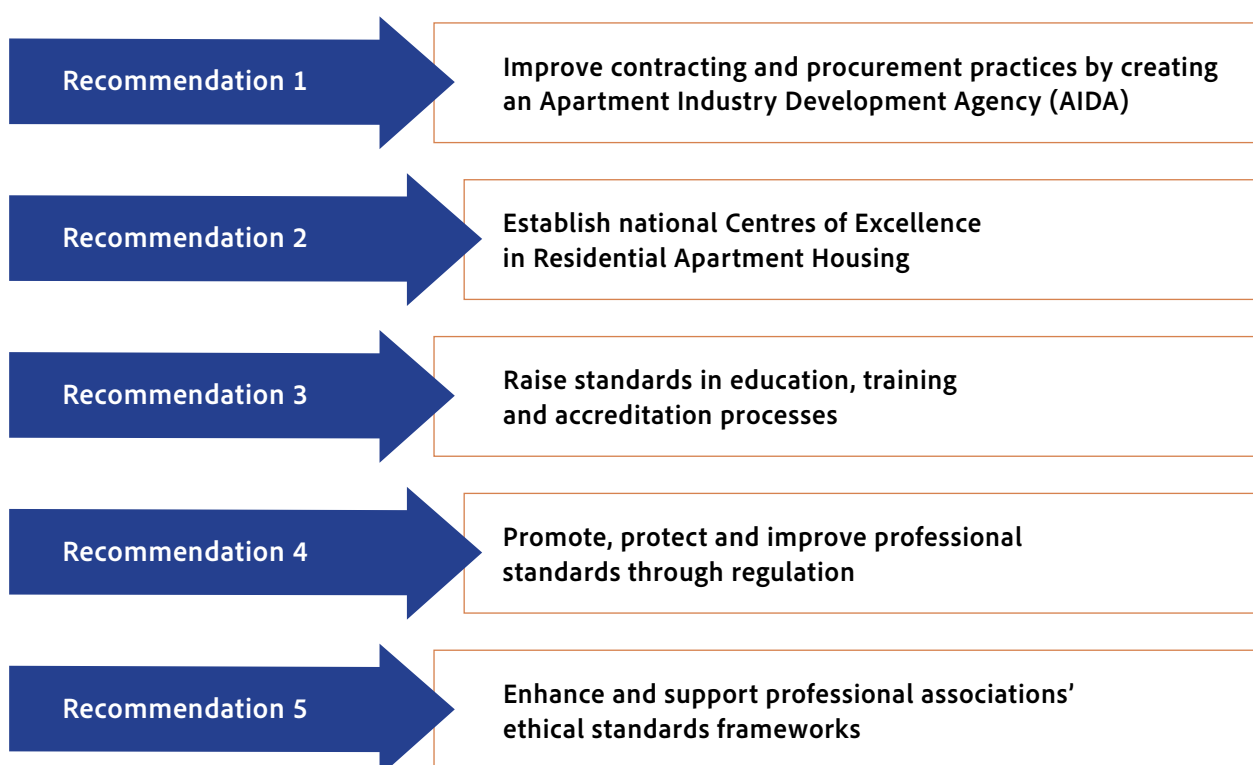 Recommendation 1
Improve contracting and procurement practices by creating
an Apartment Industry Development Agency (AIDA)
Recommendation 2
Establish national Centres of Excellence
in Residential Apartment Housing
Recommendation 3
Raise standards in education, training
and accreditation processes
Recommendation 4
Promote, protect and improve professional
standards through regulation
Recommendation 5
Enhance and support professional associations’
ethical standards frameworks